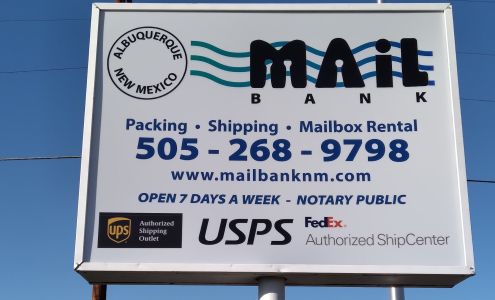 ALBUQUERQUE
NEW MEXICO
MAiL
BANK
Packing • Shipping • Mailbox Rental
505 - 268 - 9798
www.mailbanknm.com
OPEN 7 DAYS A WEEK - NOTARY PUBLIC
ups Authorized
Shipping
Outlet
USPS
FedEx®
Authorized ShipCenter